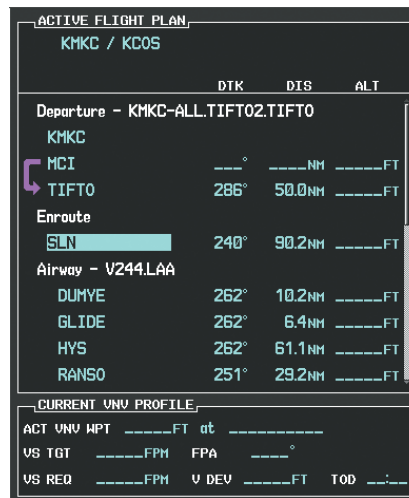 ACTIVE FLIGHT PLAN
KMKC / KCOS
DTK DIS ALT
Departure – KMKC-ALL.TIFTO2.TIFTO
KMKC
MCI ___° ____NM _____FT
TIFTO 286° 50.0NM _____FT
Enroute
SLN 240° 90.2NM _____FT
Airway – V244.LAA
DUMYE 262° 10.2NM _____FT
GLIDE 262° 6.4NM _____FT
HYS 262° 61.1NM _____FT
RANSO 251° 29.2NM _____FT
CURRENT VNV PROFILE
ACT VNV WPT _____FT at __________
VS TGT _____FPM FPA ____°
VS REQ _____FPM V DEV _____FT TOD __:__